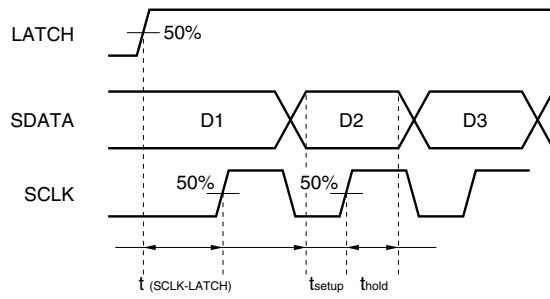 LATCH
50%
SDATA
D1
D2
D3
SCLK
50%
50%
t (SCLK-LATCH)
tsetup
thold